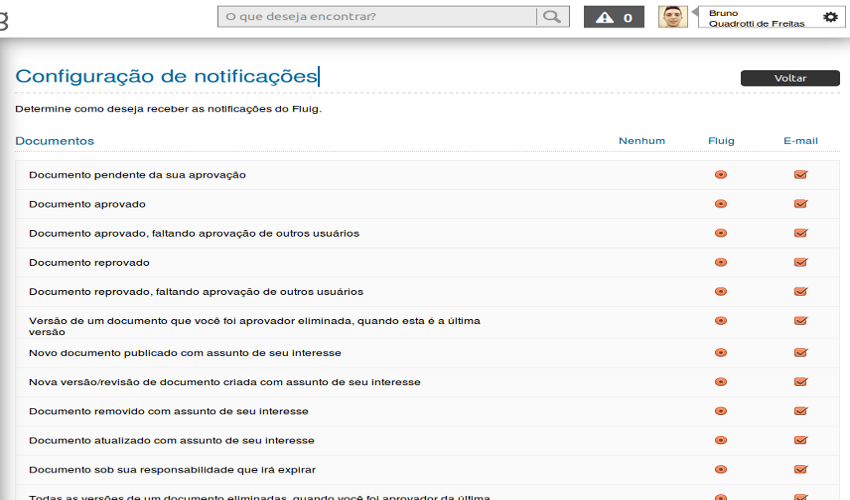 g
O que deseja encontrar?
0
Bruno
Quadrotti de Freitas
Configuração de notificações
Voltar
Determine como deseja receber as notificações do Fluig.
Documentos Nenhum Fluig E-mail
Documento pendente da sua aprovação
Documento aprovado
Documento aprovado, faltando aprovação de outros usuários
Documento reprovado
Documento reprovado, faltando aprovação de outros usuários
Versão de um documento que você foi aprovador eliminada, quando esta é a última
versão
Novo documento publicado com assunto de seu interesse
Nova versão/revisão de documento criada com assunto de seu interesse
Documento removido com assunto de seu interesse
Documento atualizado com assunto de seu interesse
Documento sob sua responsabilidade que irá expirar
Todas as versões de um documento eliminadas, quando você foi aprovador da última